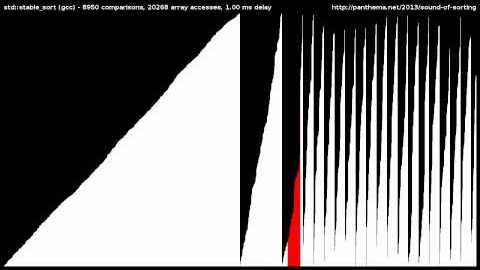 std::stable_sort (gcc) - 8950 comparisons, 20268 array accesses, 1.00 ms delay
http://panthema.net/2013/sound-of-sorting